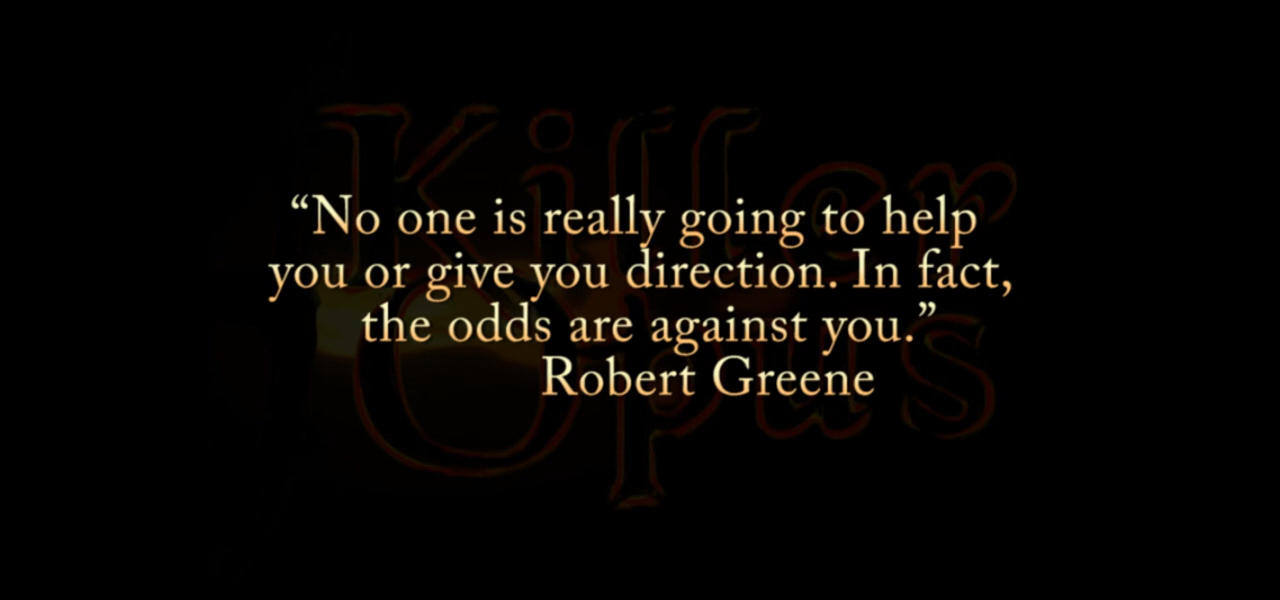 Killer
Opus
“No one is really going to help
you or give you direction. In fact,
the odds are against you.”
Robert Greene